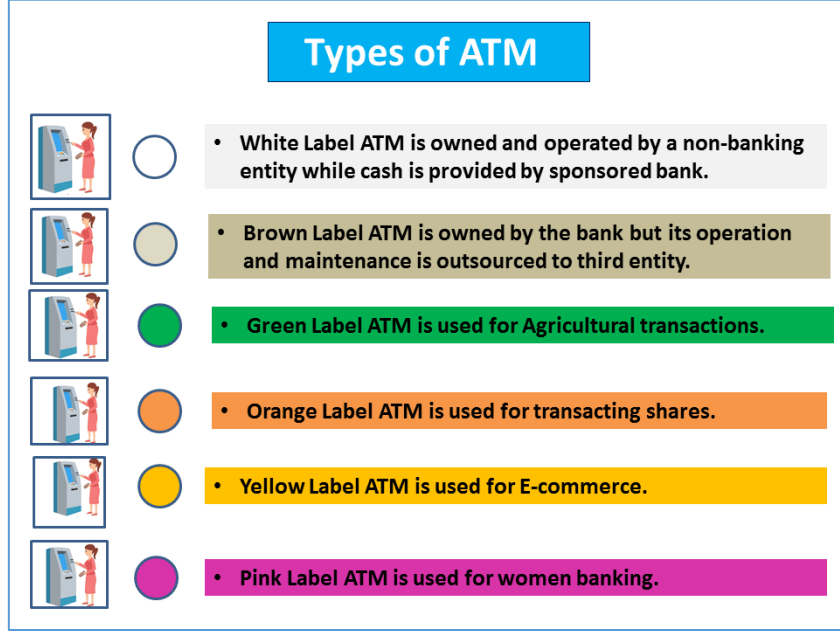 Types of ATM
• White Label ATM is owned and operated by a non-banking
entity while cash is provided by sponsored bank.
• Brown Label ATM is owned by the bank but its operation
and maintenance is outsourced to third entity.
• Green Label ATM is used for Agricultural transactions.
• Orange Label ATM is used for transacting shares.
• Yellow Label ATM is used for E-commerce.
• Pink Label ATM is used for women banking.